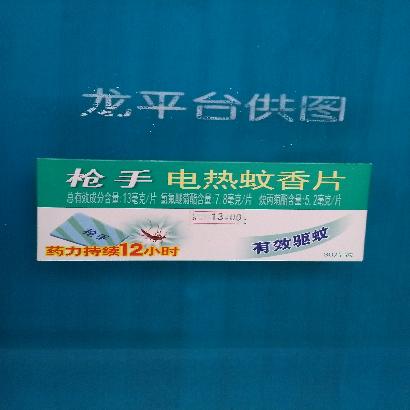 龙平台供图
枪手 电热蚊香片
总有效成分含量:13毫克/片 氯氟醚菊酯含量:7.8毫克/片 炔丙菊酯含量:5.2毫克/片
13.00
枪手
药力持续12小时
有效驱蚊